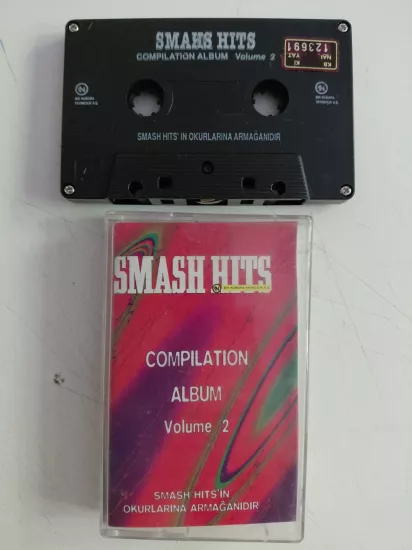 SMAHS HITS
COMPILATION ALBUM Volume 2
123691
SMASH HITS' IN OKURLARINA ARMAĞANIDIR
SMASH HITS
COMPILATION
ALBUM
Volume 2
SMASH HITS'IN
OKURLARINA ARMAĞANIDIR